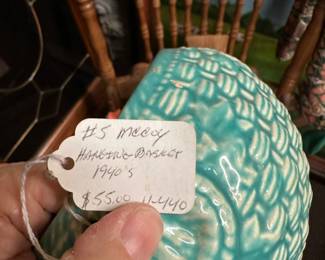 #5 McCoy
HANGING BASKET
1940's
$55.00 11-440